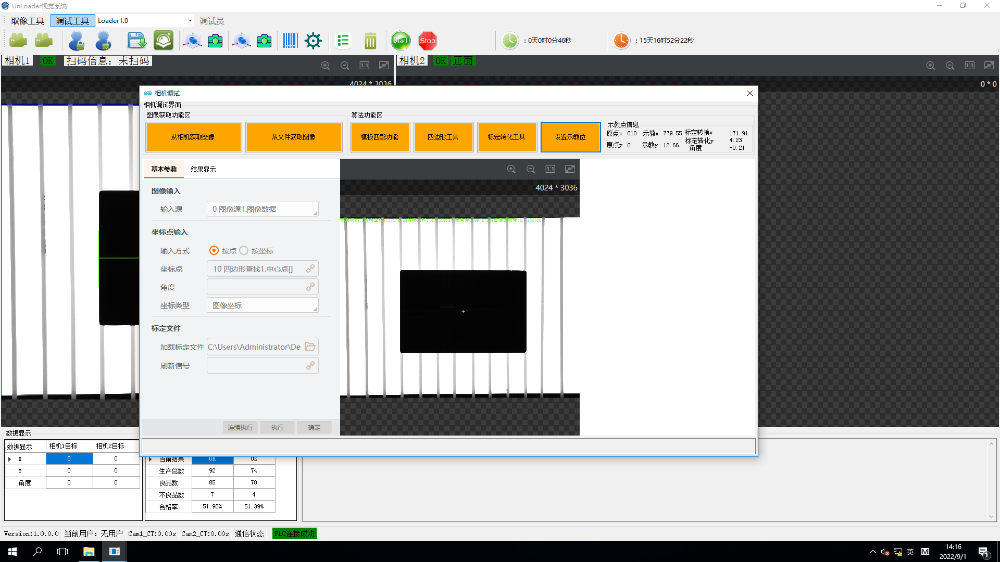 UnLoader视觉系统
取像工具 调试工具 Loader1.0 调试员
Start Stop : 0天0时0分46秒 : 15天16时52分22秒
相机1 OK 扫码信息：未扫码 1:1
相机2 OK 正面 1:1
4024 * 3036
0 * 0
相机调试
相机调试界面
图像获取功能区
从相机获取图像 从文件获取图像
算法功能区
模板匹配功能 四边形工具 标定转化工具 设置示教位
示教点信息
原点x 610 示教x 779.55 标定转换x 171.91
标定转化y 4.23
原点y 0 示教y 12.66 角度 -0.21
基本参数 结果显示
1:1
4024 * 3036
图像输入
输入源 0 图像源1.图像数据
坐标点输入
输入方式 按点 按坐标
坐标点 10 四边形查找1.中心点[]
角度
坐标类型 图像坐标
标定文件
加载标定文件 C:\Users\Administrator\De
刷新信号
连续执行 执行 确定
数据显示
数据显示 相机1目标 相机2目标
X 0 0
Y 0 0
角度 0 0
当前结果 OK OK
生产总数 92 74
良品数 85 70
不良品数 7 4
合格率 51.98% 51.39%
Version:1.0.0.0 当前用户：无用户 Cam1_CT:0.00s Cam2_CT:0.00s 通信状态 PLC连接成功
英 M 14:16
2022/9/1 1